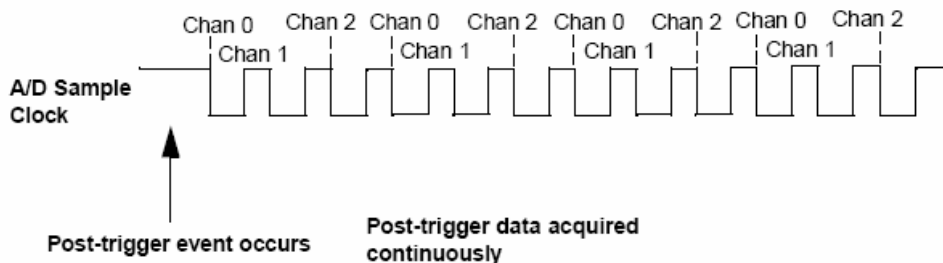 Chan 0 Chan 2 Chan 0 Chan 2 Chan 0 Chan 2 Chan 0 Chan 2
Chan 1 Chan 1 Chan 1 Chan 1
A/D Sample
Clock
Post-trigger event occurs
Post-trigger data acquired
continuously